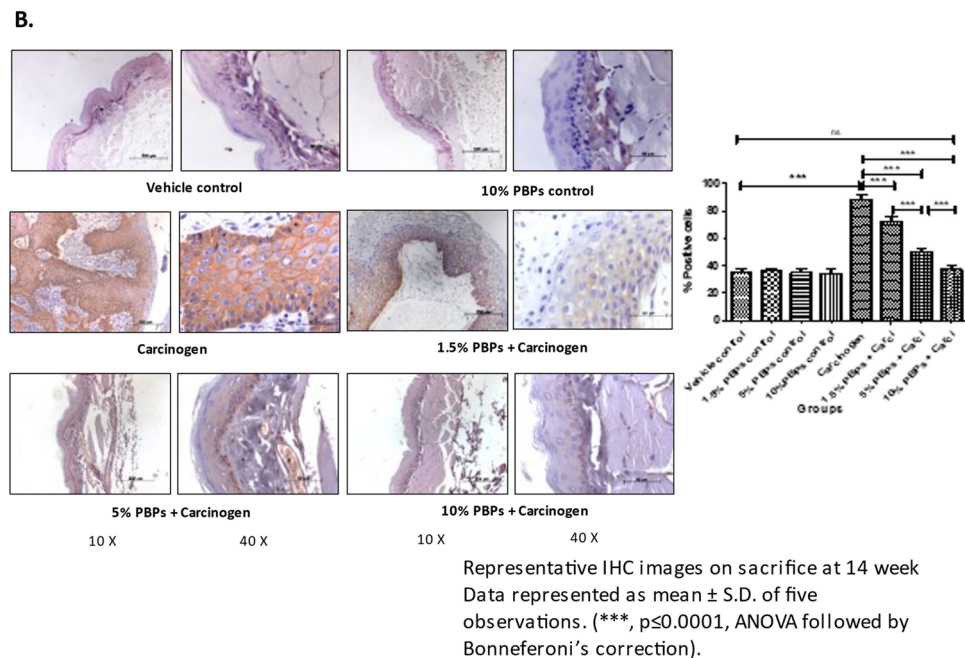 B.
Vehicle control
10% PBPs control
Carcinogen
1.5% PBPs + Carcinogen
5% PBPs + Carcinogen
10% PBPs + Carcinogen
10 X
40 X
10 X
40 X
ns
***
***
***
***
***
***
% Positive cells
100
80
60
40
20
0
Vehicle control
1.5% PBPs control
5% PBPs control
10% PBPs control
Carcinogen
1.5% PBPs + Carci
5% PBPs + Carci
10% PBPs + Carci
Groups
Representative IHC images on sacrifice at 14 week
Data represented as mean ± S.D. of five
observations. (***, p≤0.0001, ANOVA followed by
Bonneferoni’s correction).